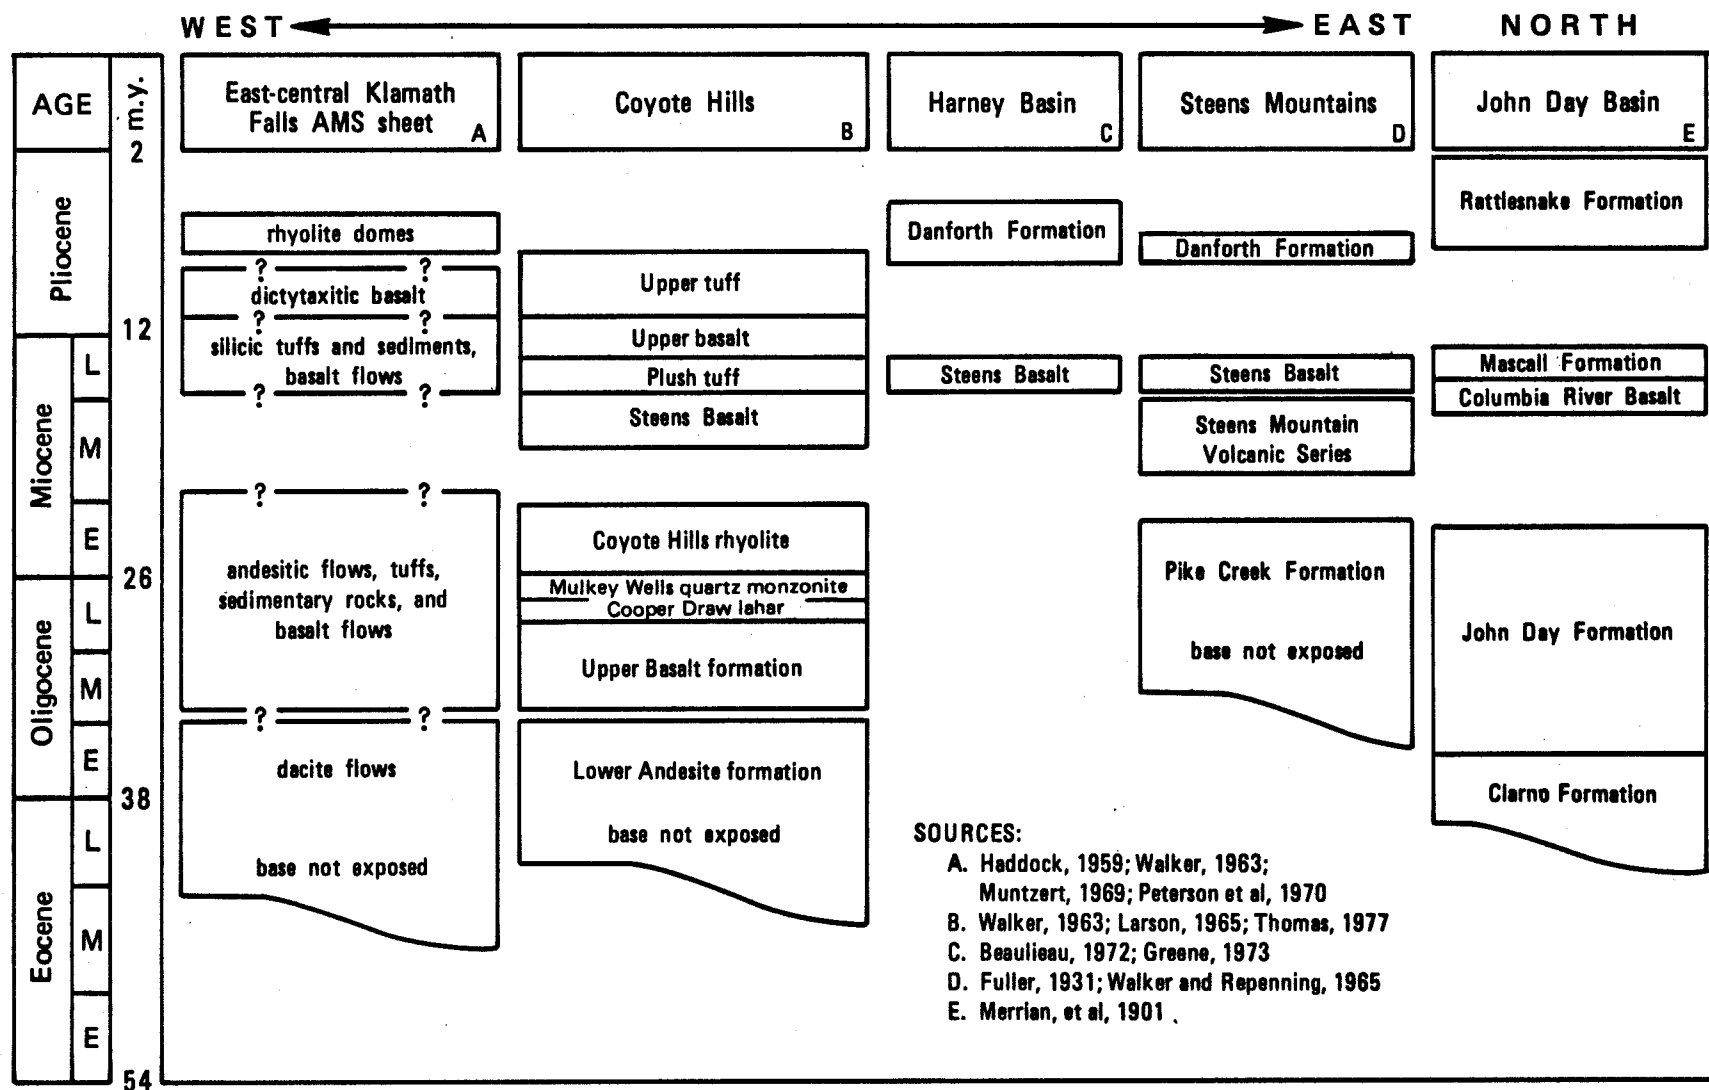 WEST EAST NORTH
AGE
m.y.
East-central Klamath
Falls AMS sheet
A
Coyote Hills
B
Harney Basin
C
Steens Mountains
D
John Day Basin
E
2
12
26
38
54
Pliocene
Miocene
L
M
E
Oligocene
L
M
E
Eocene
L
M
E
rhyolite domes
? ?
dictytaxitic basalt
? ?
silicic tuffs and sediments,
basalt flows
? ?
? ?
andesitic flows, tuffs,
sedimentary rocks, and
basalt flows
? ?
dacite flows
base not exposed
Upper tuff
Upper basalt
Plush tuff
Steens Basalt
Coyote Hills rhyolite
Mulkey Wells quartz monzonite
Cooper Draw lahar
Upper Basalt formation
Lower Andesite formation
base not exposed
Danforth Formation
Steens Basalt
Danforth Formation
Steens Basalt
Steens Mountain
Volcanic Series
Pike Creek Formation
base not exposed
Rattlesnake Formation
Mascall Formation
Columbia River Basalt
John Day Formation
Clarno Formation
SOURCES:
A. Haddock, 1959; Walker, 1963;
Muntzert, 1969; Peterson et al, 1970
B. Walker, 1963; Larson, 1965; Thomas, 1977
C. Beaulieau, 1972; Greene, 1973
D. Fuller, 1931; Walker and Repenning, 1965
E. Merrian, et al, 1901